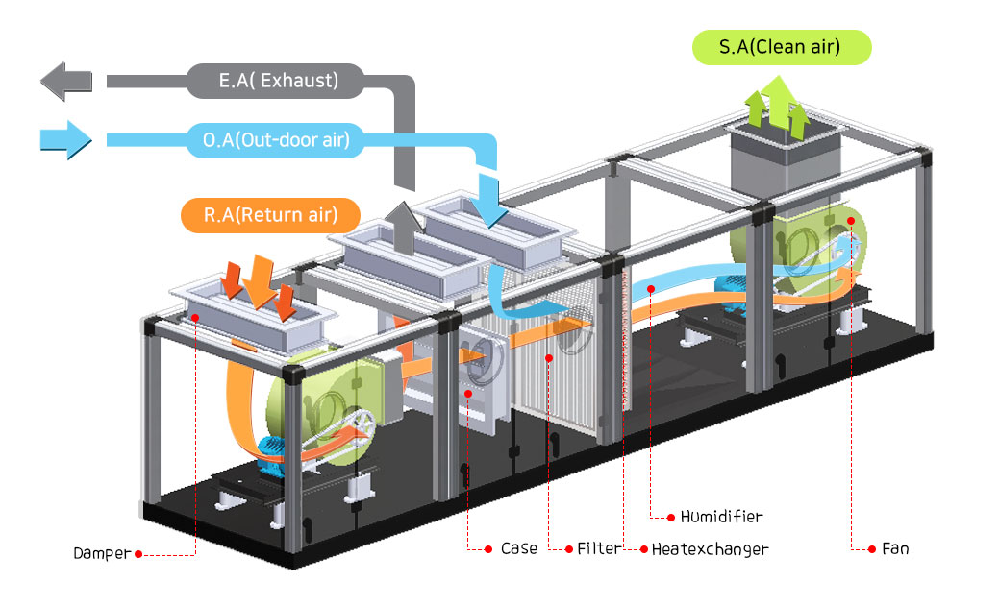 S.A(Clean air)
E.A( Exhaust)
O.A(Out-door air)
R.A(Return air)
Humidifier
Damper
Case
Filter
Heatexchanger
Fan